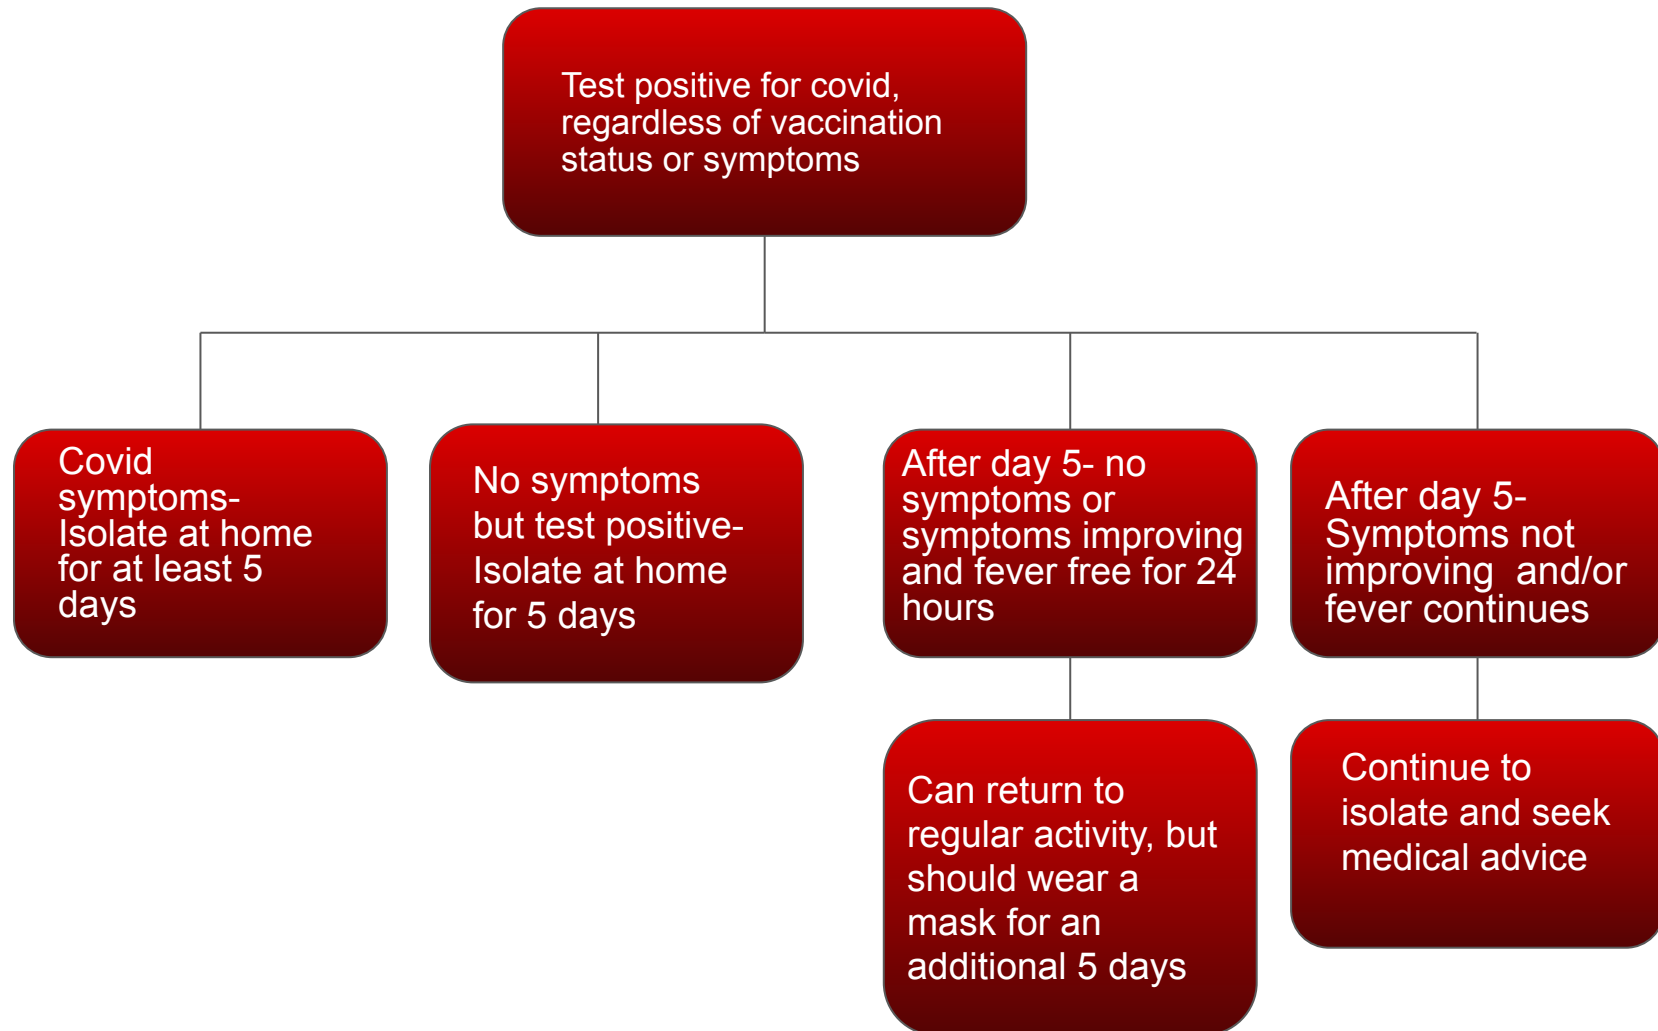 Test positive for covid,
regardless of vaccination
status or symptoms
Covid
symptoms-
Isolate at home
for at least 5
days
No symptoms
but test positive-
Isolate at home
for 5 days
After day 5- no
symptoms or
symptoms improving
and fever free for 24
hours
After day 5-
Symptoms not
improving  and/or
fever continues
Can return to
regular activity, but
should wear a
mask for an
additional 5 days
Continue to
isolate and seek
medical advice